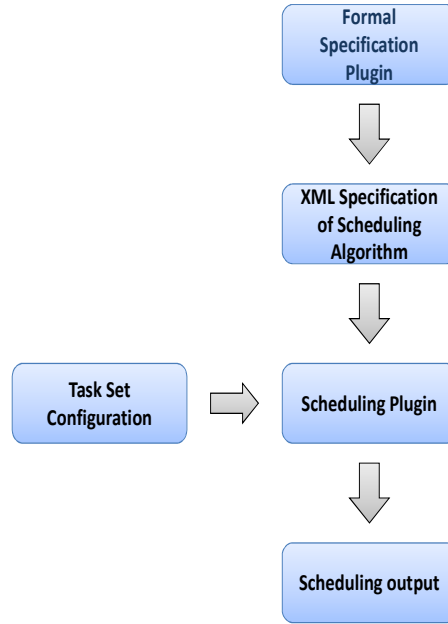 Formal
Specification
Plugin
XML Specification
of Scheduling
Algorithm
Task Set
Configuration
Scheduling Plugin
Scheduling output